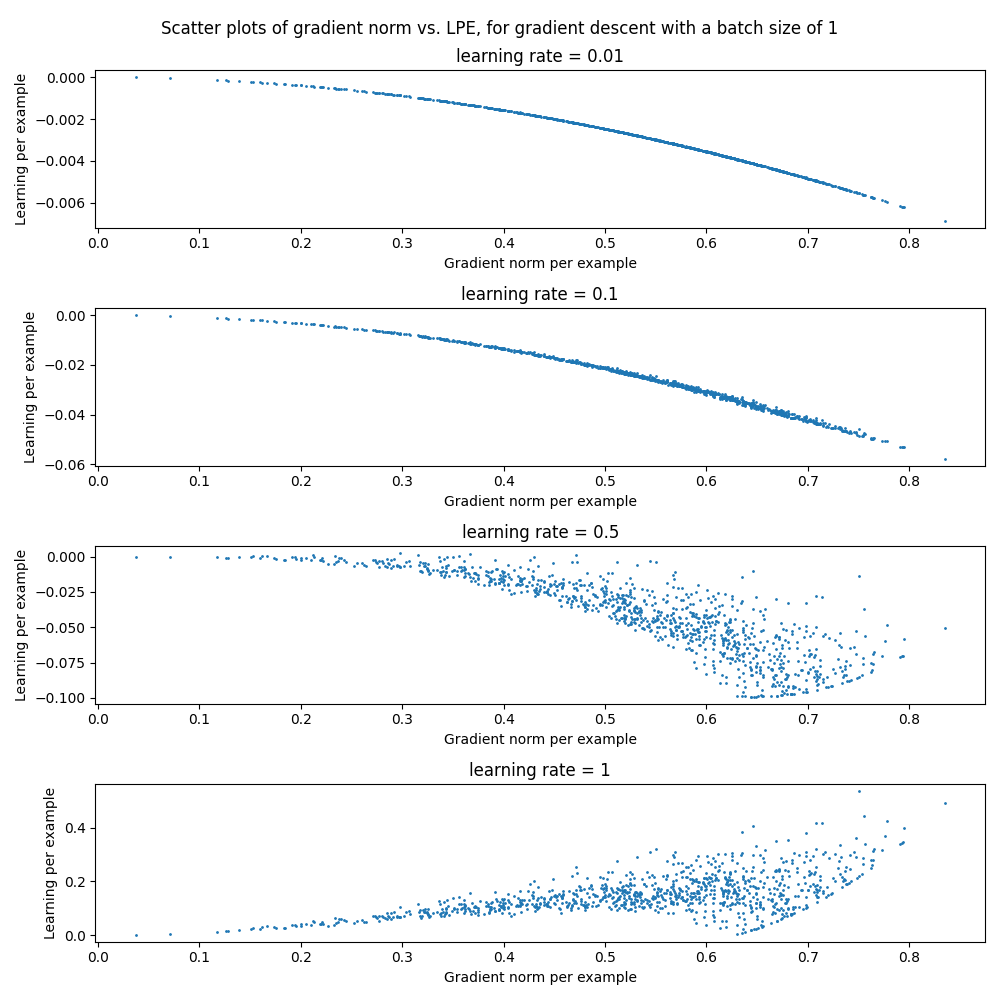 Scatter plots of gradient norm vs. LPE, for gradient descent with a batch size of 1
learning rate = 0.01
Learning per example
0.000
−0.002
−0.004
−0.006
0.0 0.1 0.2 0.3 0.4 0.5 0.6 0.7 0.8
Gradient norm per example
learning rate = 0.1
Learning per example
0.00
−0.02
−0.04
−0.06
0.0 0.1 0.2 0.3 0.4 0.5 0.6 0.7 0.8
Gradient norm per example
learning rate = 0.5
Learning per example
0.000
−0.025
−0.050
−0.075
−0.100
0.0 0.1 0.2 0.3 0.4 0.5 0.6 0.7 0.8
Gradient norm per example
learning rate = 1
Learning per example
0.4
0.2
0.0
0.0 0.1 0.2 0.3 0.4 0.5 0.6 0.7 0.8
Gradient norm per example